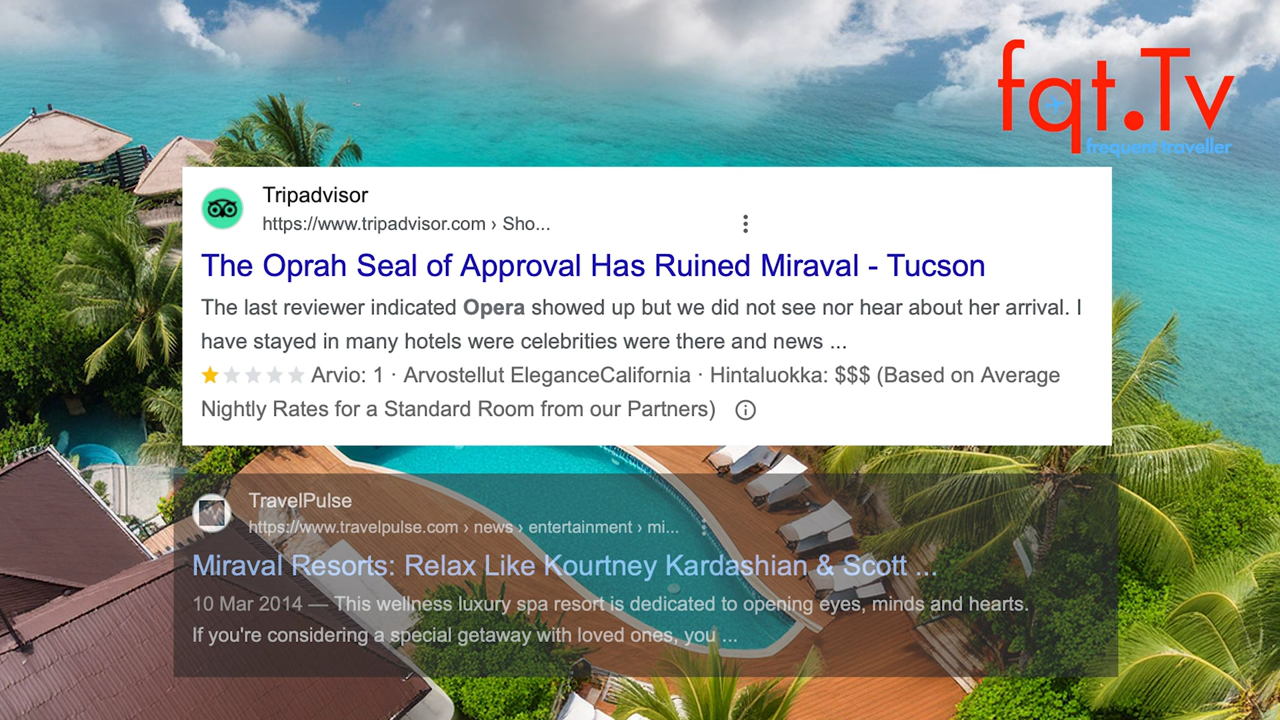 fqt.Tv
frequent traveller
Tripadvisor
https://www.tripadvisor.com › Sho...
The Oprah Seal of Approval Has Ruined Miraval - Tucson
The last reviewer indicated Opera showed up but we did not see nor hear about her arrival. I
have stayed in many hotels were celebrities were there and news ...
Arvio: 1 · Arvostellut EleganceCalifornia · Hintaluokka: $$$ (Based on Average
Nightly Rates for a Standard Room from our Partners)
TravelPulse
https://www.travelpulse.com › news › entertainment › mi...
Miraval Resorts: Relax Like Kourtney Kardashian & Scott ...
10 Mar 2014 — This wellness luxury spa resort is dedicated to opening eyes, minds and hearts.
If you're considering a special getaway with loved ones, you ...